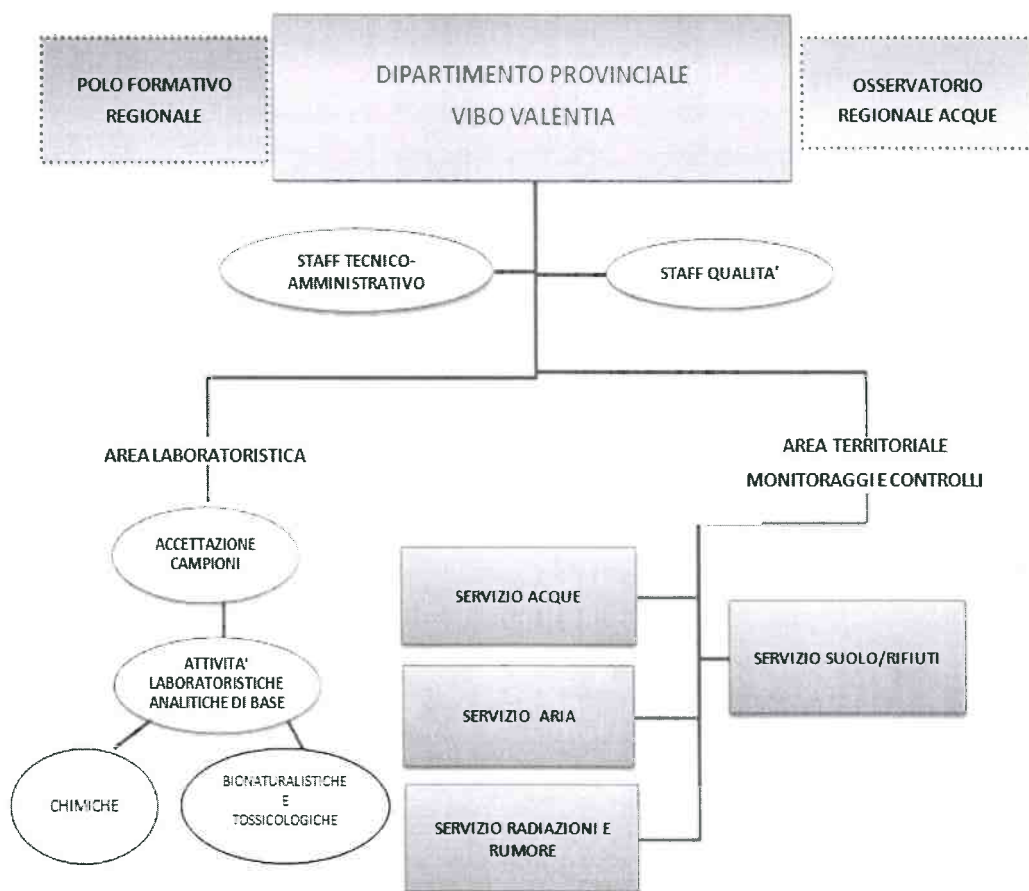 POLO FORMATIVO
REGIONALE
DIPARTIMENTO PROVINCIALE
VIBO VALENTIA
OSSERVATORIO
REGIONALE ACQUE
STAFF TECNICO-
AMMINISTRATIVO
STAFF QUALITA'
AREA LABORATORISTICA
AREA TERRITORIALE
MONITORAGGI E CONTROLLI
ACCETTAZIONE
CAMPIONI
ATTIVITA'
LABORATORISTICHE
ANALITICHE DI BASE
CHIMICHE
BIONATURALISTICHE
E
TOSSICOLOGICHE
SERVIZIO ACQUE
SERVIZIO ARIA
SERVIZIO RADIAZIONI E
RUMORE
SERVIZIO SUOLO/RIFIUTI